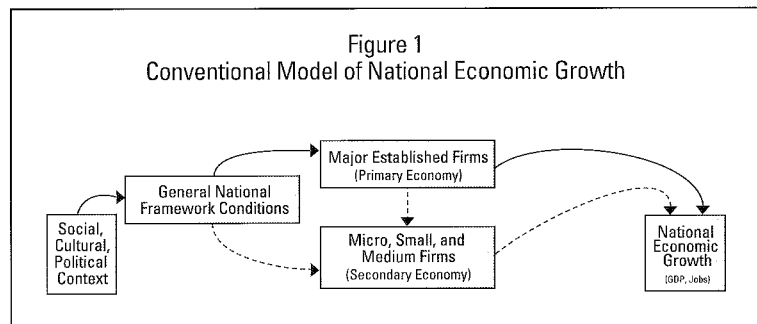 Figure 1
Conventional Model of National Economic Growth
Major Established Firms
(Primary Economy)
General National
Framework Conditions
Social,
Cultural,
Political
Context
Micro, Small, and
Medium Firms
(Secondary Economy)
National
Economic
Growth
(GDP, Jobs)